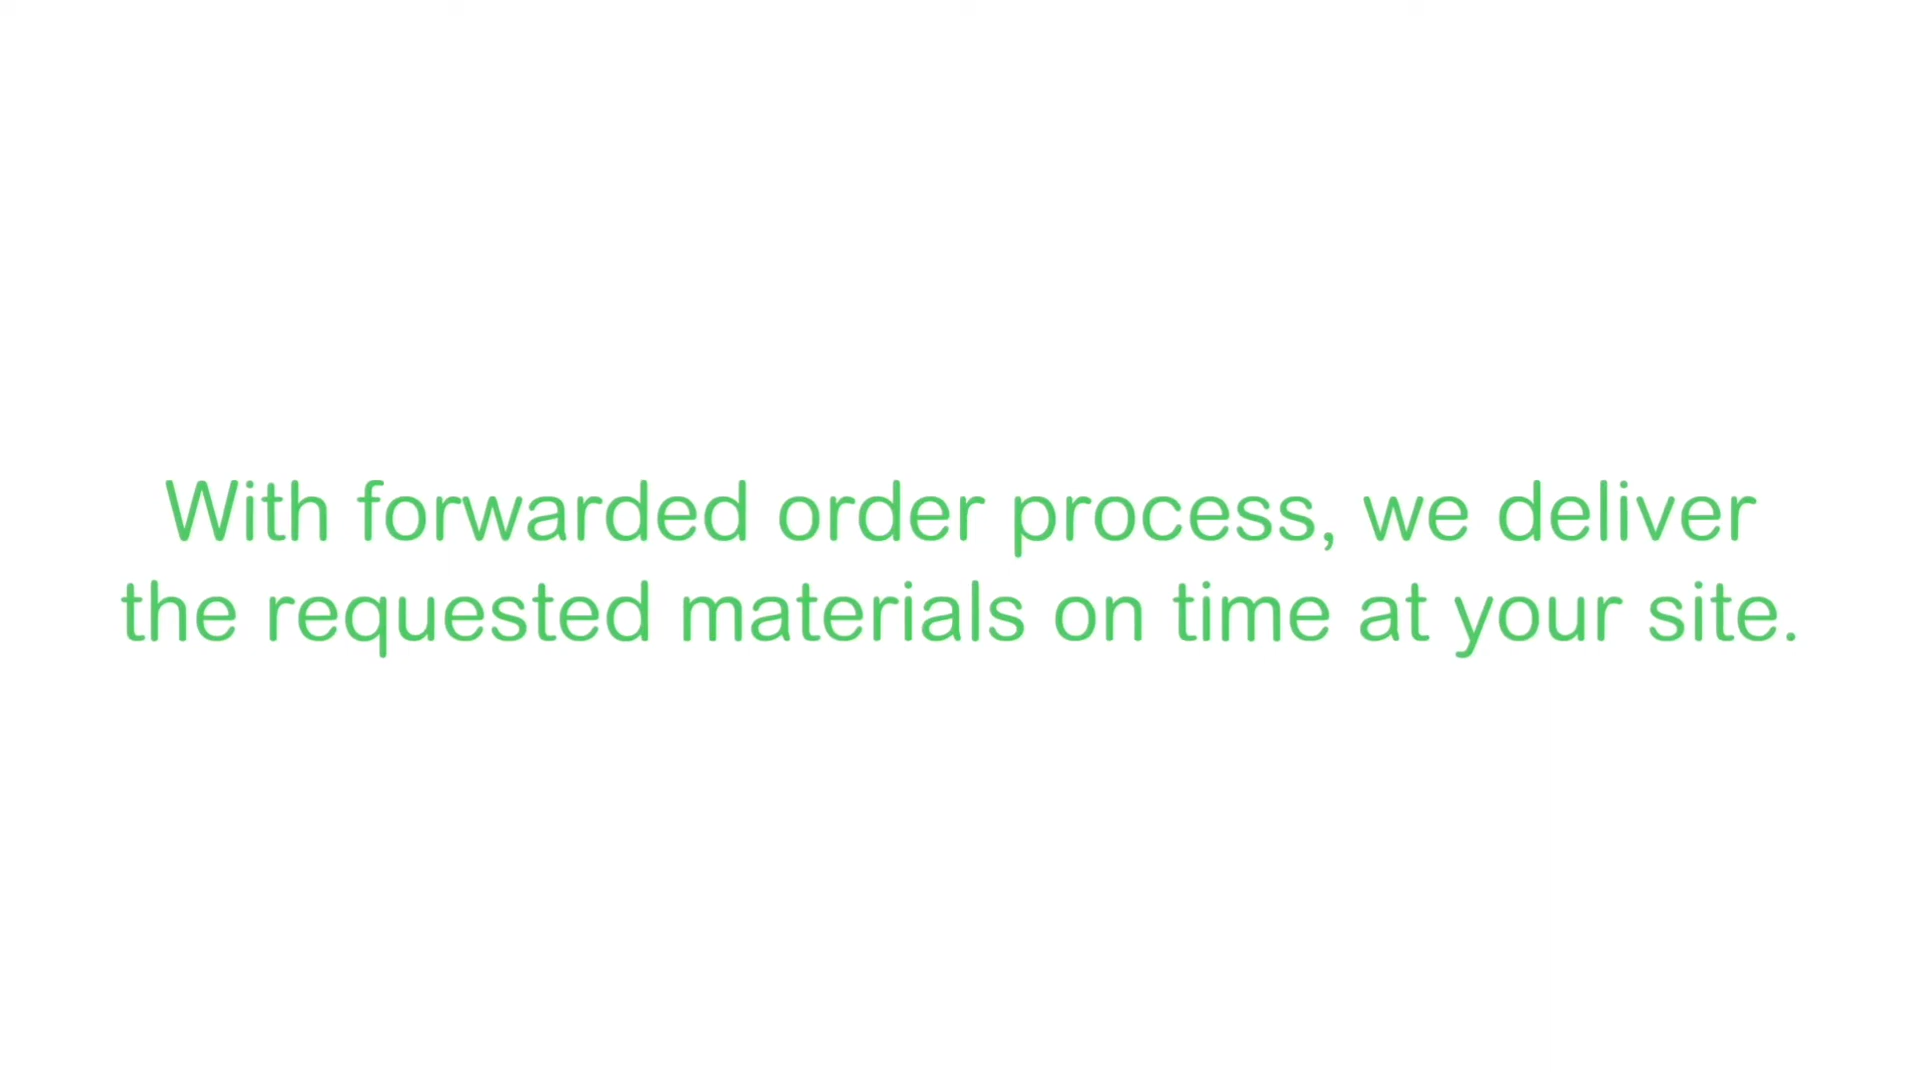 With forwarded order process, we deliver
the requested materials on time at your site.